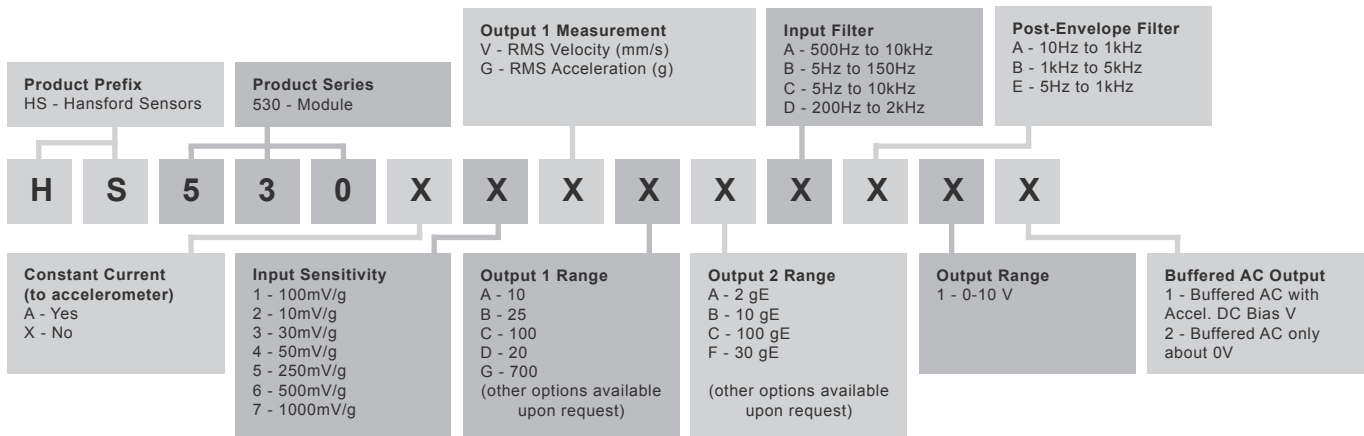 Output 1 Measurement
V - RMS Velocity (mm/s)
G - RMS Acceleration (g)
Input Filter
A - 500Hz to 10kHz
B - 5Hz to 150Hz
C - 5Hz to 10kHz
D - 200Hz to 2kHz
Post-Envelope Filter
A - 10Hz to 1kHz
B - 1kHz to 5kHz
E - 5Hz to 1kHz
Product Prefix
HS - Hansford Sensors
Product Series
530 - Module
H S 5 3 0 X X X X X X X X X
Constant Current
(to accelerometer)
A - Yes
X - No
Input Sensitivity
1 - 100mV/g
2 - 10mV/g
3 - 30mV/g
4 - 50mV/g
5 - 250mV/g
6 - 500mV/g
7 - 1000mV/g
Output 1 Range
A - 10
B - 25
C - 100
D - 20
G - 700
(other options available
upon request)
Output 2 Range
A - 2 gE
B - 10 gE
C - 100 gE
F - 30 gE
(other options available
upon request)
Output Range
1 - 0-10 V
Buffered AC Output
1 - Buffered AC with
Accel. DC Bias V
2 - Buffered AC only
about 0V